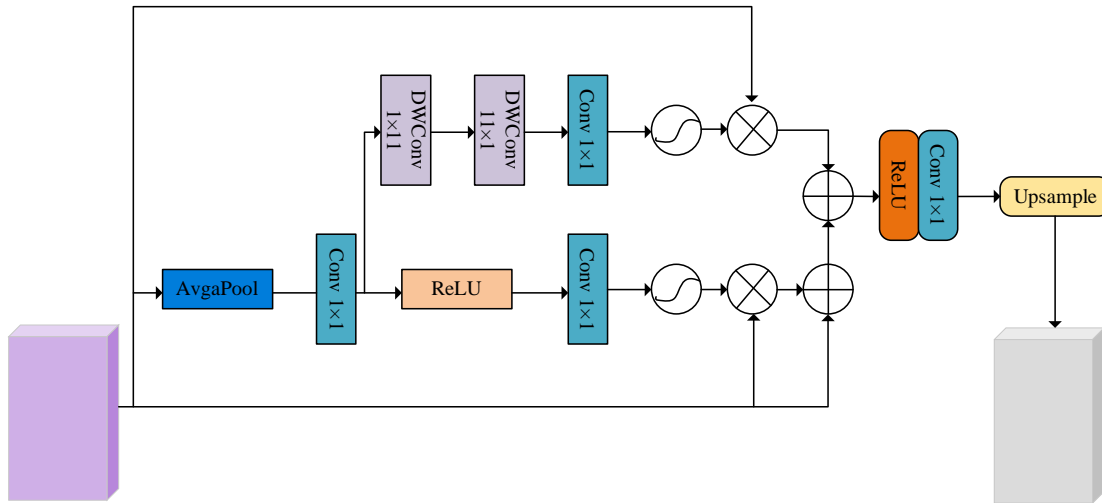 DWConv
1×11
DWConv
11×1
Conv 1×1
ReLU
Conv 1×1
Upsample
AvgaPool
Conv 1×1
ReLU
Conv 1×1